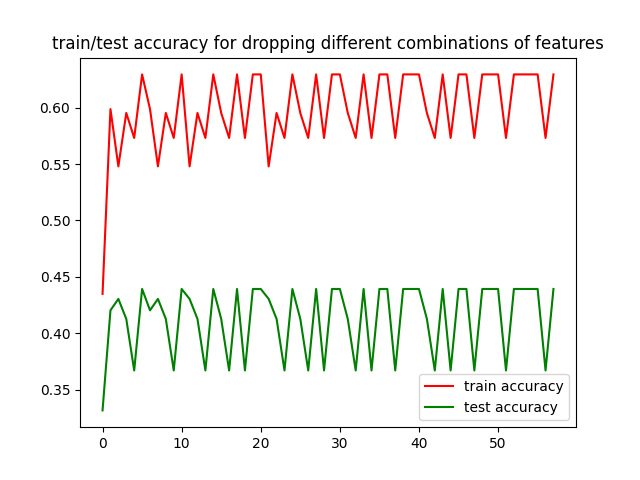 train/test accuracy for dropping different combinations of features
0.60
0.55
0.50
0.45
0.40
0.35
train accuracy
test accuracy
0 10 20 30 40 50